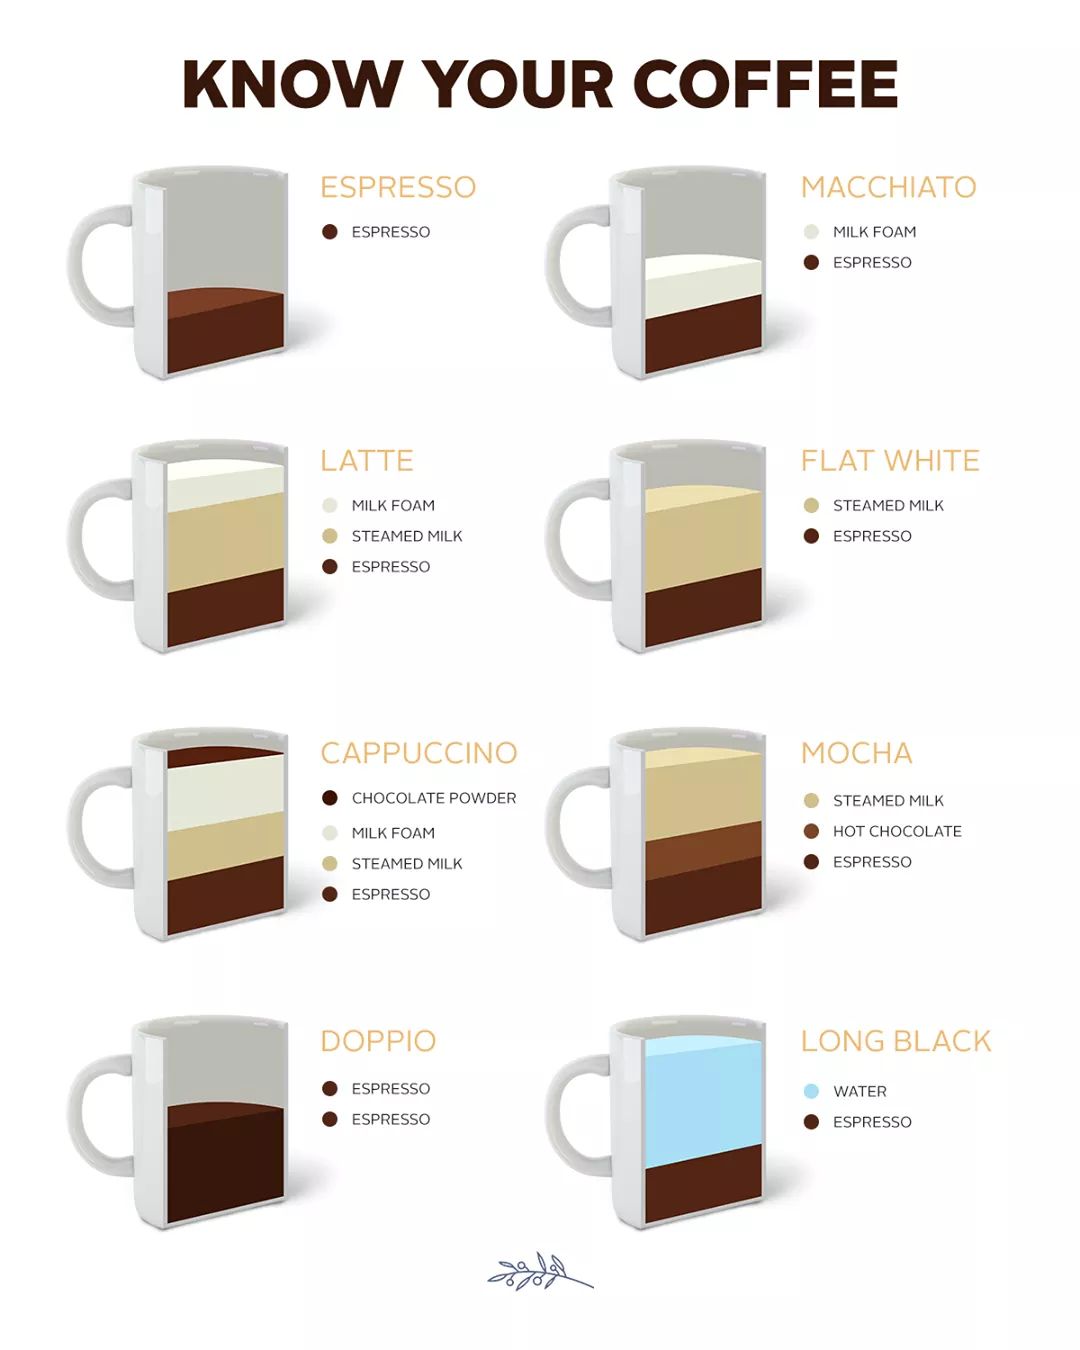 KNOW YOUR COFFEE
ESPRESSO
ESPRESSO
MACCHIATO
MILK FOAM
ESPRESSO
LATTE
MILK FOAM
STEAMED MILK
ESPRESSO
FLAT WHITE
STEAMED MILK
ESPRESSO
CAPPUCCINO
CHOCOLATE POWDER
MILK FOAM
STEAMED MILK
ESPRESSO
MOCHA
STEAMED MILK
HOT CHOCOLATE
ESPRESSO
DOPPIO
ESPRESSO
ESPRESSO
LONG BLACK
WATER
ESPRESSO